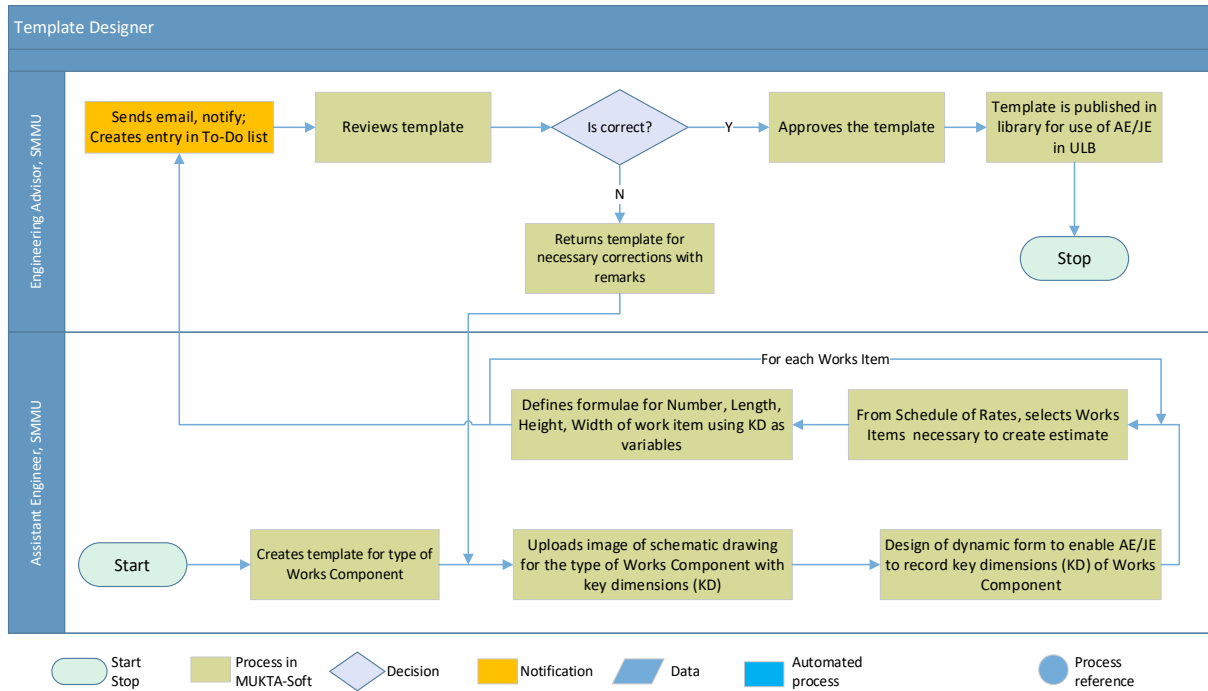 Template Designer
Engineering Advisor, SMMU
Sends email, notify;
Creates entry in To-Do list
Reviews template
Is correct?
Y
Approves the template
Template is published in
library for use of AE/JE
in ULB
N
Returns template for
necessary corrections with
remarks
Stop
Assistant Engineer, SMMU
For each Works Item
Defines formulae for Number, Length,
Height, Width of work item using KD as
variables
From Schedule of Rates, selects Works
Items necessary to create estimate
Start
Creates template for type of
Works Component
Uploads image of schematic drawing
for the type of Works Component with
key dimensions (KD)
Design of dynamic form to enable AE/JE
to record key dimensions (KD) of Works
Component
Start
Stop
Process in
MUKTA-Soft
Decision
Notification
Data
Automated
process
Process
reference